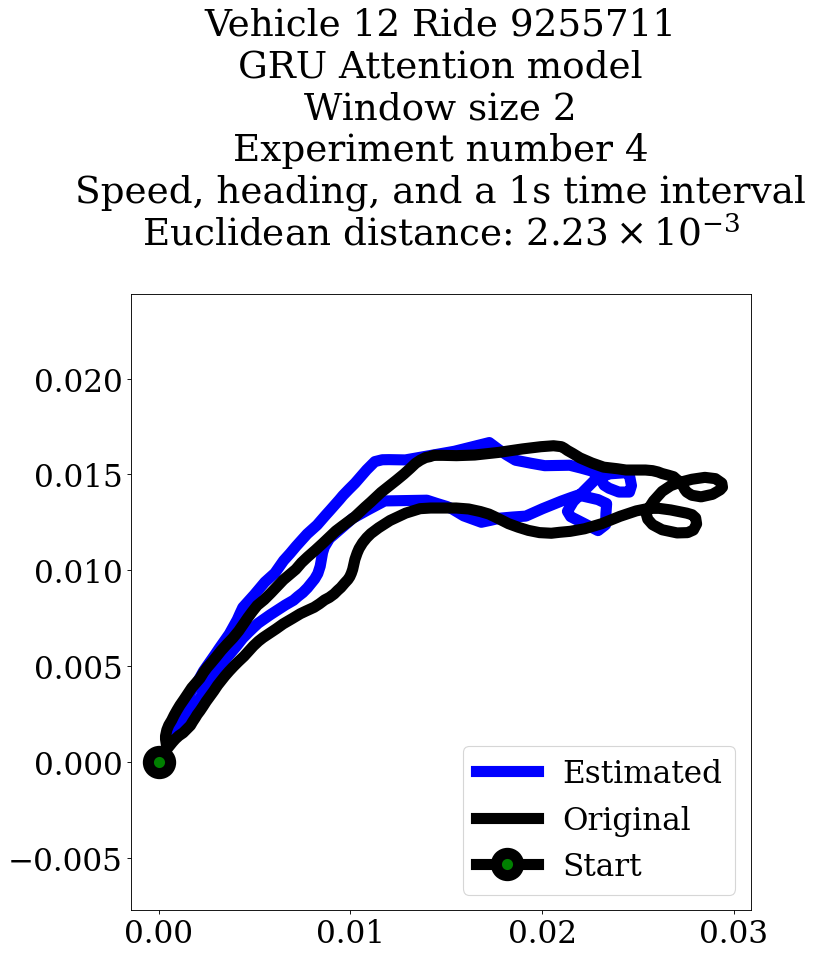 Vehicle 12 Ride 9255711
GRU Attention model
Window size 2
Experiment number 4
Speed, heading, and a 1s time interval
Euclidean distance: 2.23 × 10⁻³
0.020
0.015
0.010
0.005
0.000
−0.005
Estimated
Original
Start
0.00 0.01 0.02 0.03